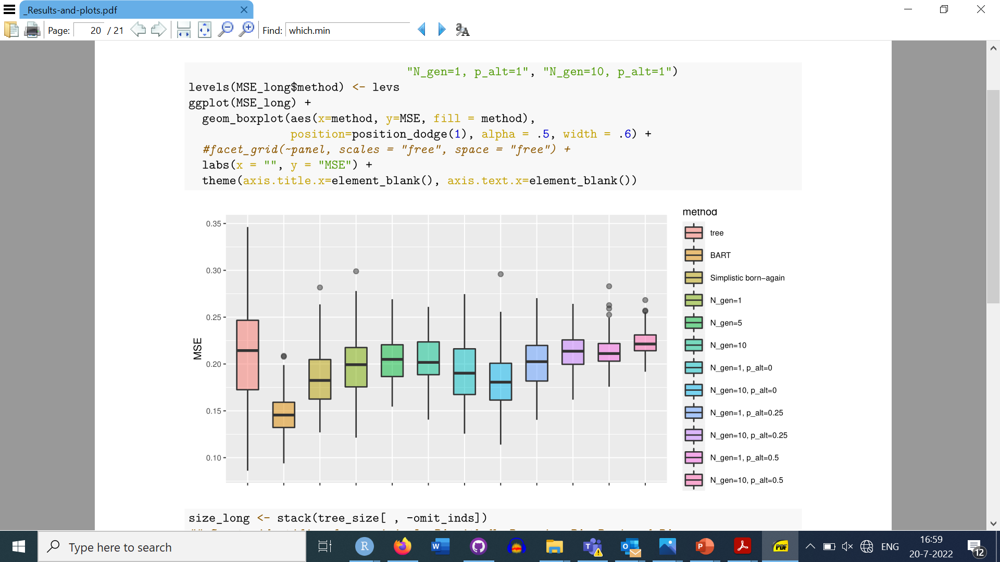 _Results-and-plots.pdf
Page: 20 / 21 Find: which.min
"N_gen=1, p_alt=1", "N_gen=10, p_alt=1")
levels(MSE_long$method) <- levs
ggplot(MSE_long) +
geom_boxplot(aes(x=method, y=MSE, fill = method),
position=position_dodge(1), alpha = .5, width = .6) +
#facet_grid(~panel, scales = "free", space = "free") +
labs(x = "", y = "MSE") +
theme(axis.title.x=element_blank(), axis.text.x=element_blank())
MSE
0.35
0.30
0.25
0.20
0.15
0.10
method
tree
BART
Simplistic born-again
N_gen=1
N_gen=5
N_gen=10
N_gen=1, p_alt=0
N_gen=10, p_alt=0
N_gen=1, p_alt=0.25
N_gen=10, p_alt=0.25
N_gen=1, p_alt=0.5
N_gen=10, p_alt=0.5
size_long <- stack(tree_size[ , -omit_inds])
Type here to search
ENG
16:59
20-7-2022
12